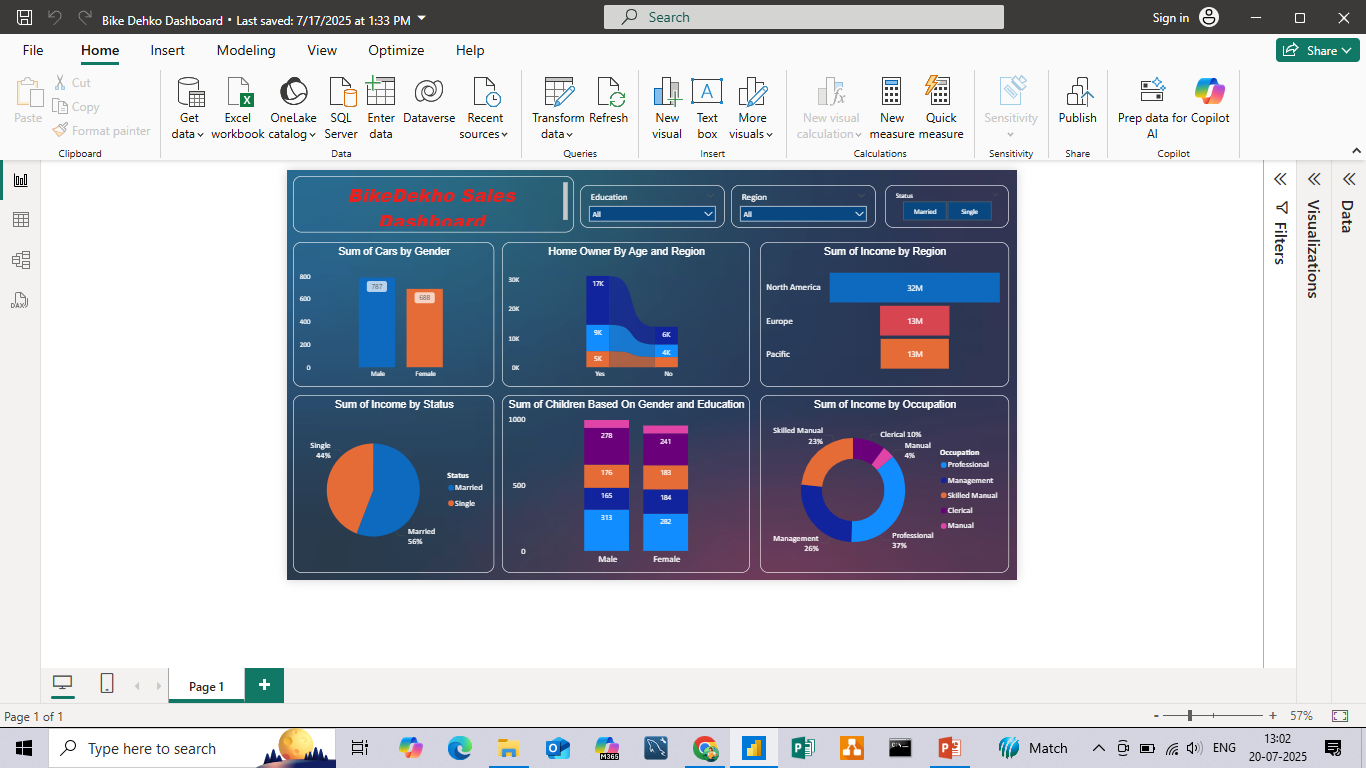 Bike Dehko Dashboard • Last saved: 7/17/2025 at 1:33 PM
Search
Sign in
File Home Insert Modeling View Optimize Help
Share
Paste
Cut
Copy
Format painter
Clipboard
Get data
Excel workbook
OneLake catalog
SQL Server
Enter data
Dataverse
Recent sources
Data
Transform data
Refresh
Queries
New visual
Text box
More visuals
Insert
New visual calculation
New measure
Quick measure
Calculations
Sensitivity
Sensitivity
Publish
Share
Prep data for AI
Copilot
Copilot
BikeDekho Sales
Dashboard
Education
All
Region
All
Status
Married Single
Sum of Cars by Gender
800
600
400
200
0
787
688
Male Female
Home Owner By Age and Region
30K
20K
10K
0K
17K
9K
5K
6K
4K
Yes No
Sum of Income by Region
North America 32M
Europe 13M
Pacific 13M
Sum of Income by Status
Single
44%
Married
56%
Status
Married
Single
Sum of Children Based On Gender and Education
1000
500
0
278
176
165
313
241
183
184
282
Male Female
Sum of Income by Occupation
Skilled Manual
23%
Clerical 10%
Manual
4%
Management
26%
Professional
37%
Occupation
Professional
Management
Skilled Manual
Clerical
Manual
Filters
Visualizations
Data
DAX
Page 1
Page 1 of 1
- + 57%
Type here to search
M365
Match
ENG
13:02
20-07-2025